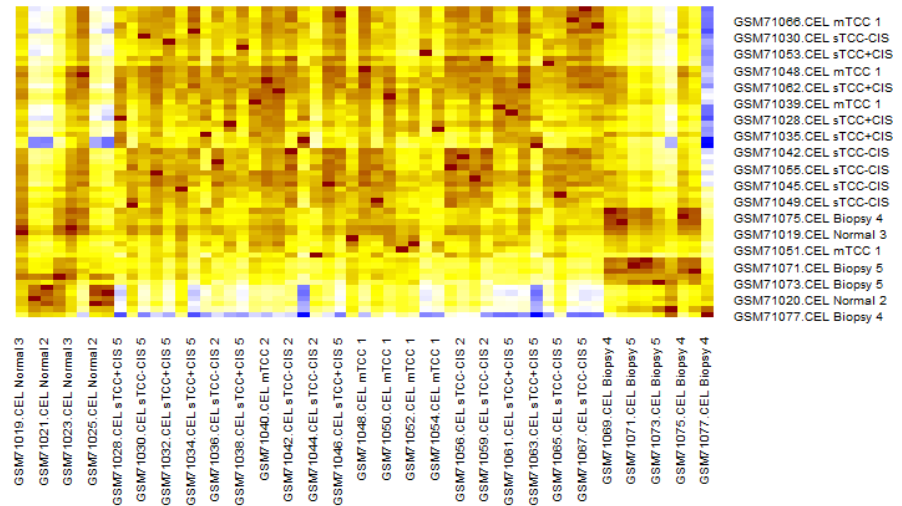 GSM71066.CEL mTCC 1
GSM71030.CEL sTCC-CIS
GSM71053.CEL sTCC+CIS
GSM71048.CEL mTCC 1
GSM71062.CEL sTCC+CIS
GSM71039.CEL mTCC 1
GSM71028.CEL sTCC+CIS
GSM71035.CEL sTCC+CIS
GSM71042.CEL sTCC-CIS
GSM71055.CEL sTCC-CIS
GSM71045.CEL sTCC-CIS
GSM71049.CEL sTCC-CIS
GSM71075.CEL Biopsy 4
GSM71019.CEL Normal 3
GSM71051.CEL mTCC 1
GSM71071.CEL Biopsy 5
GSM71073.CEL Biopsy 5
GSM71020.CEL Normal 2
GSM71077.CEL Biopsy 4
GSM71019.CEL Normal 3
GSM71021.CEL Normal 2
GSM71023.CEL Normal 3
GSM71025.CEL Normal 2
GSM71028.CEL sTCC+CIS 5
GSM71030.CEL sTCC-CIS 5
GSM71032.CEL sTCC+CIS 5
GSM71034.CEL sTCC+CIS 5
GSM71036.CEL sTCC-CIS 2
GSM71038.CEL sTCC+CIS 5
GSM71040.CEL mTCC 2
GSM71042.CEL sTCC-CIS 2
GSM71044.CEL sTCC-CIS 2
GSM71046.CEL sTCC+CIS 5
GSM71048.CEL mTCC 1
GSM71050.CEL mTCC 1
GSM71052.CEL mTCC 1
GSM71054.CEL mTCC 1
GSM71056.CEL sTCC-CIS 2
GSM71059.CEL sTCC-CIS 2
GSM71061.CEL sTCC+CIS 5
GSM71063.CEL sTCC+CIS 5
GSM71065.CEL sTCC-CIS 5
GSM71067.CEL sTCC-CIS 5
GSM71069.CEL Biopsy 4
GSM71071.CEL Biopsy 5
GSM71073.CEL Biopsy 5
GSM71075.CEL Biopsy 4
GSM71077.CEL Biopsy 4